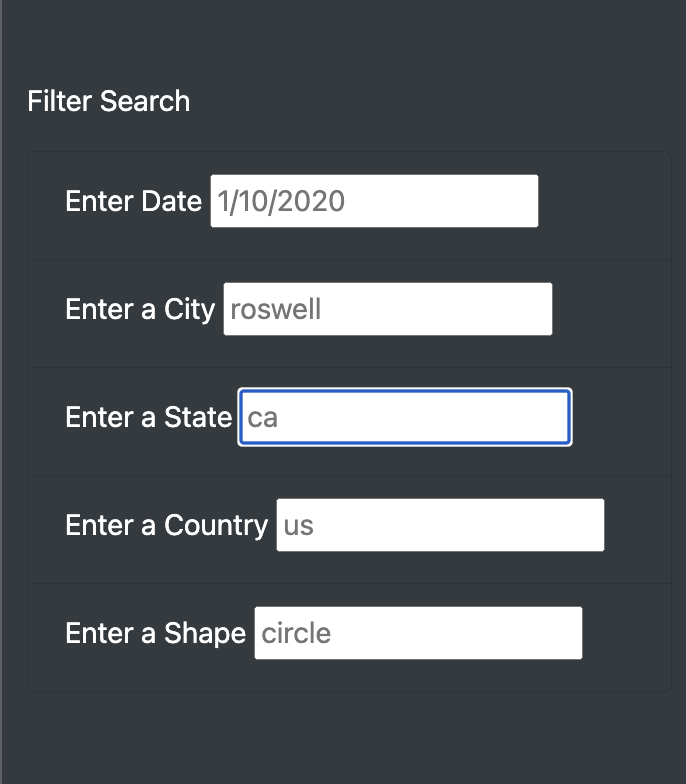 Filter Search
Enter Date 1/10/2020
Enter a City roswell
Enter a State ca
Enter a Country us
Enter a Shape circle